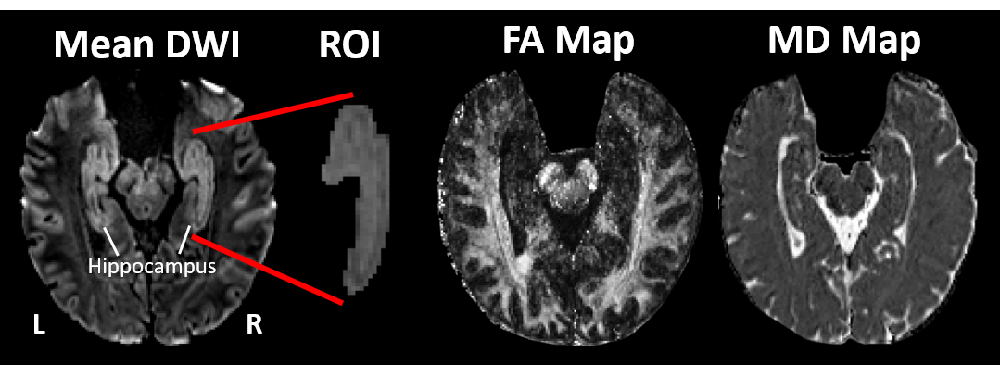 Mean DWI
ROI
FA Map
MD Map
Hippocampus
L
R